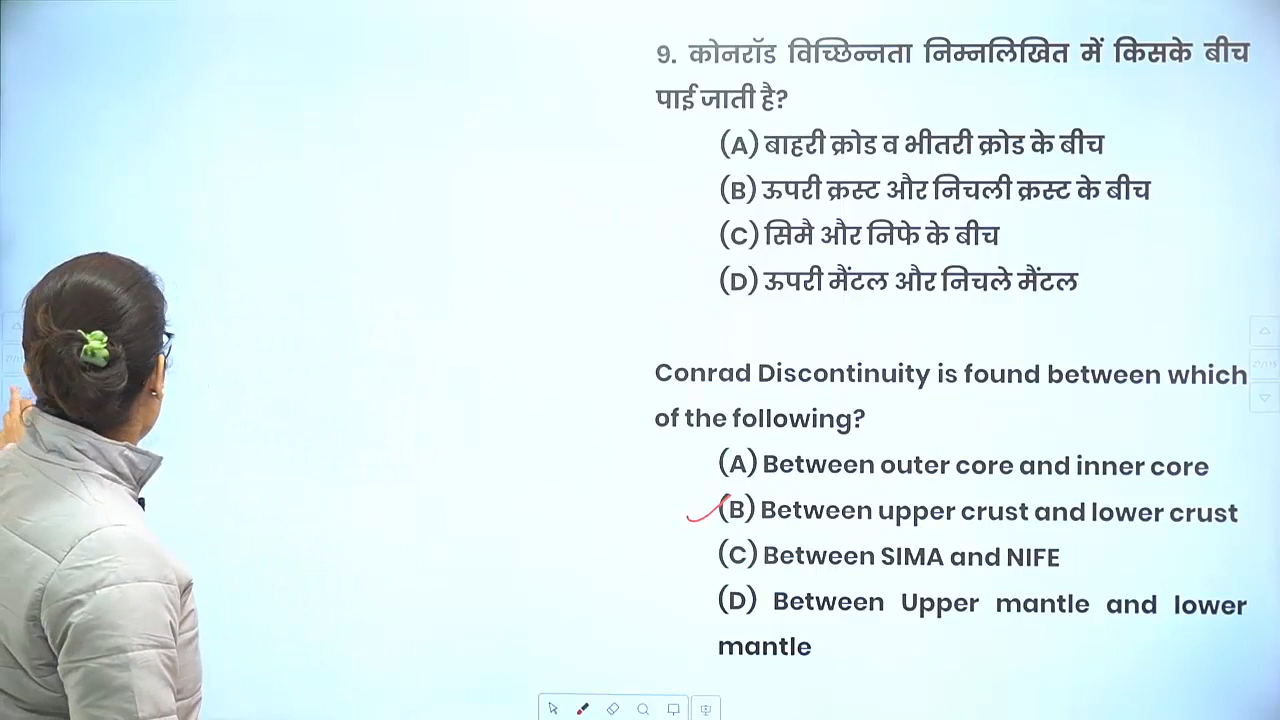 9. कोनरॉड विच्छिन्नता निम्नलिखित में किसके बीच
पाई जाती है?
(A) बाहरी क्रोड व भीतरी क्रोड के बीच
(B) ऊपरी क्रस्ट और निचली क्रस्ट के बीच
(C) सिमै और निफे के बीच
(D) ऊपरी मैंटल और निचले मैंटल
Conrad Discontinuity is found between which
of the following?
(A) Between outer core and inner core
(B) Between upper crust and lower crust
(C) Between SIMA and NIFE
(D) Between Upper mantle and lower
mantle